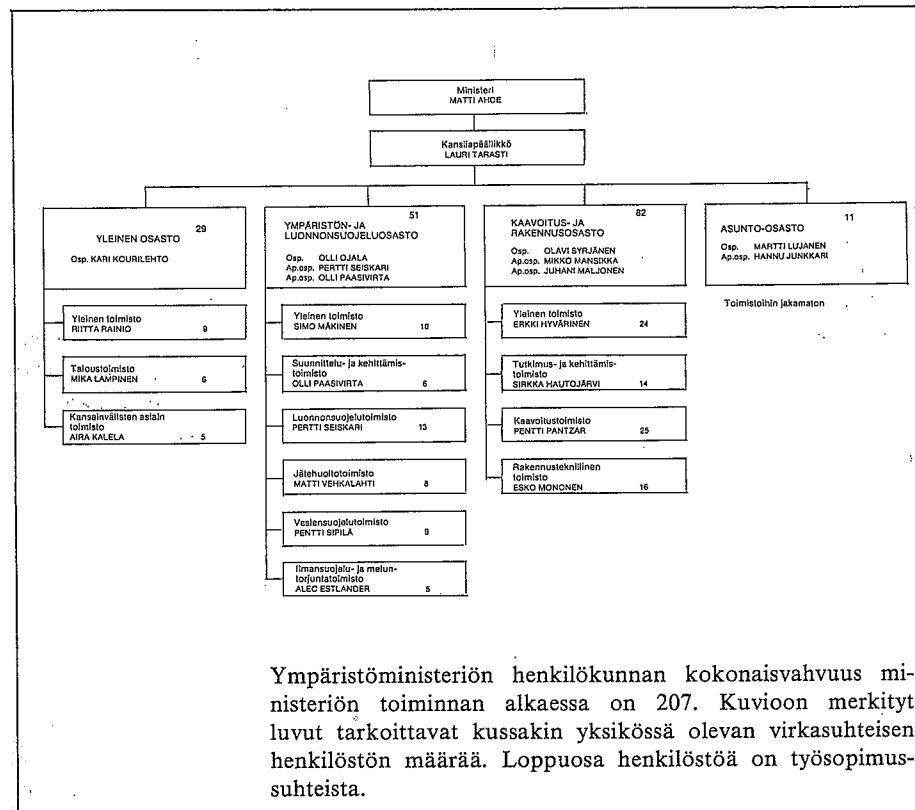 Ministeri
MATTI AHDE
Kansliapäällikkö
LAURI TARASTI
29
YLEINEN OSASTO
Osp. KARI KOURILEHTO
Yleinen toimisto
RIITTA RAINIO 9
Taloustoimisto
MIKA LAMPINEN 6
Kansainvälisten asiain
toimisto
AIRA KALELA 5
51
YMPÄRISTÖN- JA
LUONNONSUOJELUOSASTO
Osp. OLLI OJALA
Ap.osp. PERTTI SEISKARI
Ap.osp. OLLI PAASIVIRTA
Yleinen toimisto
SIMO MÄKINEN 10
Suunnittelu- ja kehittämis-
toimisto
OLLI PAASIVIRTA 6
Luonnonsuojelutoimisto
PERTTI SEISKARI 13
Jätehuoltotoimisto
MATTI VEHKALAHTI 8
Vesiensuojelutoimisto
PENTTI SIPILÄ 9
Ilmansuojelu- ja melun-
torjuntatoimisto
ALEC ESTLANDER 5
82
KAAVOITUS- JA
RAKENNUSOSASTO
Osp. OLAVI SYRJÄNEN
Ap.osp. MIKKO MANSIKKA
Ap.osp. JUHANI MALJONEN
Yleinen toimisto
ERKKI HYVÄRINEN 24
Tutkimus- ja kehittämis-
toimisto
SIRKKA HAUTOJÄRVI 14
Kaavoitustoimisto
PENTTI PANTZAR 25
Rakennusteknillinen
toimisto
ESKO MONONEN 16
11
ASUNTO-OSASTO
Osp. MARTTI LUJANEN
Ap.osp. HANNU JUNKKARI
Toimistoihin jakamaton
Ympäristöministeriön henkilökunnan kokonaisvahvuus mi-
nisteriön toiminnan alkaessa on 207. Kuvioon merkityt
luvut tarkoittavat kussakin yksikössä olevan virkasuhteisen
henkilöstön määrää. Loppuosa henkilöstöä on työsopimus-
suhteista.